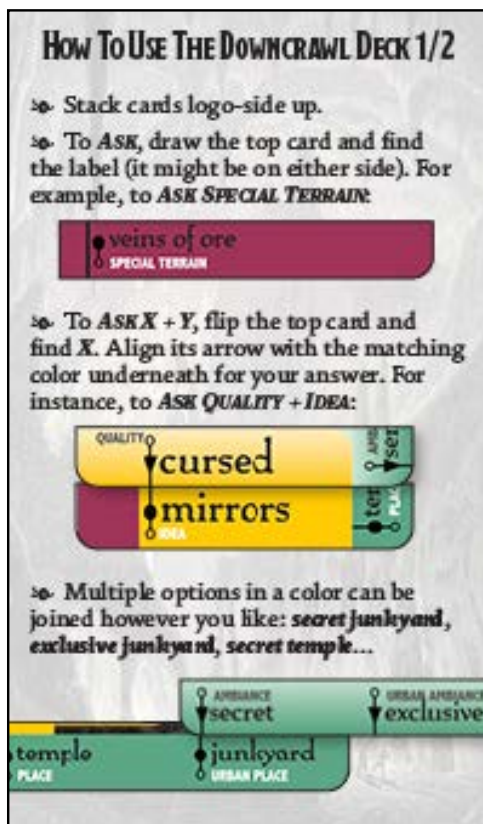 How To Use The Downcrawl Deck 1/2
Stack cards logo-side up.
To Ask, draw the top card and find
the label (it might be on either side). For
example, to Ask Special Terrain:
veins of ore
SPECIAL TERRAIN
To Ask X + Y, flip the top card and
find X. Align its arrow with the matching
color underneath for your answer. For
instance, to Ask Quality + Idea:
QUALITY
cursed
AMB
ser
mirrors
IDEA
ter
PLAC
Multiple options in a color can be
joined however you like: secret junkyard,
exclusive junkyard, secret temple...
AMBIANCE
secret
URBAN AMBIANCE
exclusive
temple
PLACE
junkyard
URBAN PLACE